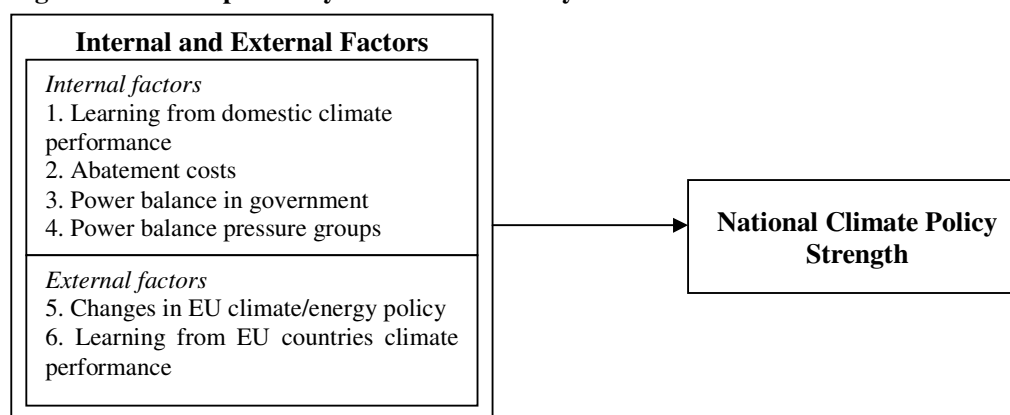 Internal and External Factors
Internal factors
1. Learning from domestic climate
performance
2. Abatement costs
3. Power balance in government
4. Power balance pressure groups
External factors
5. Changes in EU climate/energy policy
6. Learning from EU countries climate
performance
National Climate Policy
Strength